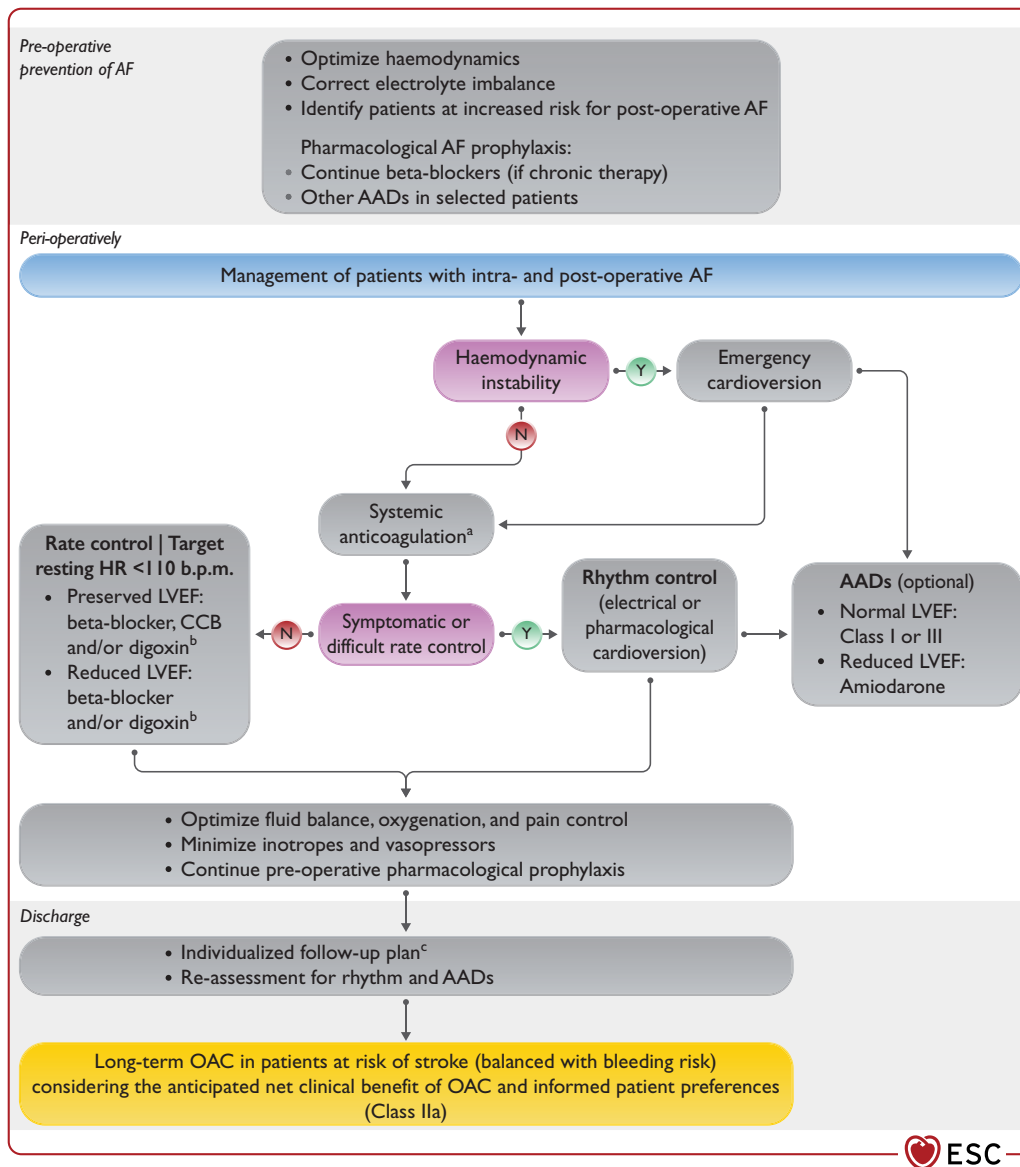 Pre-operative
prevention of AF
• Optimize haemodynamics
• Correct electrolyte imbalance
• Identify patients at increased risk for post-operative AF
Pharmacological AF prophylaxis:
• Continue beta-blockers (if chronic therapy)
• Other AADs in selected patients
Peri-operatively
Management of patients with intra- and post-operative AF
Haemodynamic
instability
Y
Emergency
cardioversion
N
Systemic
anticoagulationᵃ
Rate control | Target
resting HR <110 b.p.m.
• Preserved LVEF:
beta-blocker, CCB
and/or digoxinᵇ
• Reduced LVEF:
beta-blocker
and/or digoxinᵇ
N
Symptomatic or
difficult rate control
Y
Rhythm control
(electrical or
pharmacological
cardioversion)
AADs (optional)
• Normal LVEF:
Class I or III
• Reduced LVEF:
Amiodarone
• Optimize fluid balance, oxygenation, and pain control
• Minimize inotropes and vasopressors
• Continue pre-operative pharmacological prophylaxis
Discharge
• Individualized follow-up planᶜ
• Re-assessment for rhythm and AADs
Long-term OAC in patients at risk of stroke (balanced with bleeding risk)
considering the anticipated net clinical benefit of OAC and informed patient preferences
(Class IIa)
ESC